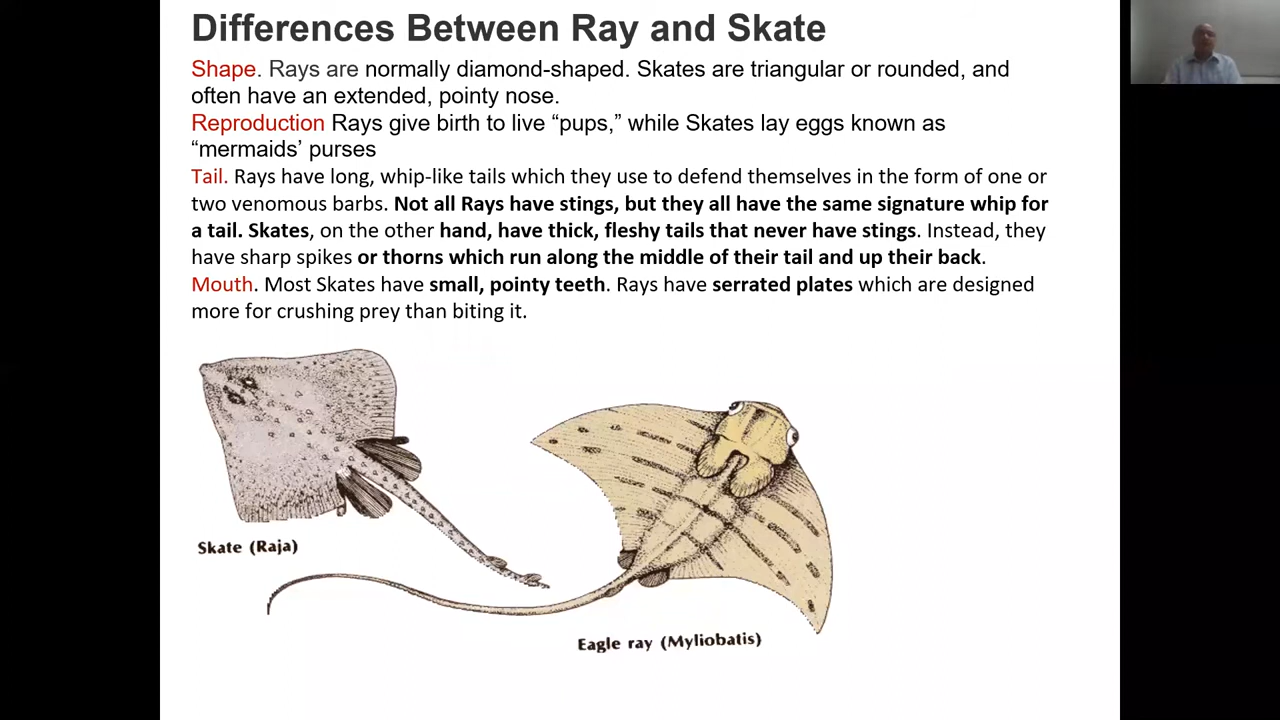 Differences Between Ray and Skate
Shape. Rays are normally diamond-shaped. Skates are triangular or rounded, and
often have an extended, pointy nose.
Reproduction Rays give birth to live “pups,” while Skates lay eggs known as
“mermaids’ purses
Tail. Rays have long, whip-like tails which they use to defend themselves in the form of one or
two venomous barbs. Not all Rays have stings, but they all have the same signature whip for
a tail. Skates, on the other hand, have thick, fleshy tails that never have stings. Instead, they
have sharp spikes or thorns which run along the middle of their tail and up their back.
Mouth. Most Skates have small, pointy teeth. Rays have serrated plates which are designed
more for crushing prey than biting it.
Skate (Raja)
Eagle ray (Myliobatis)